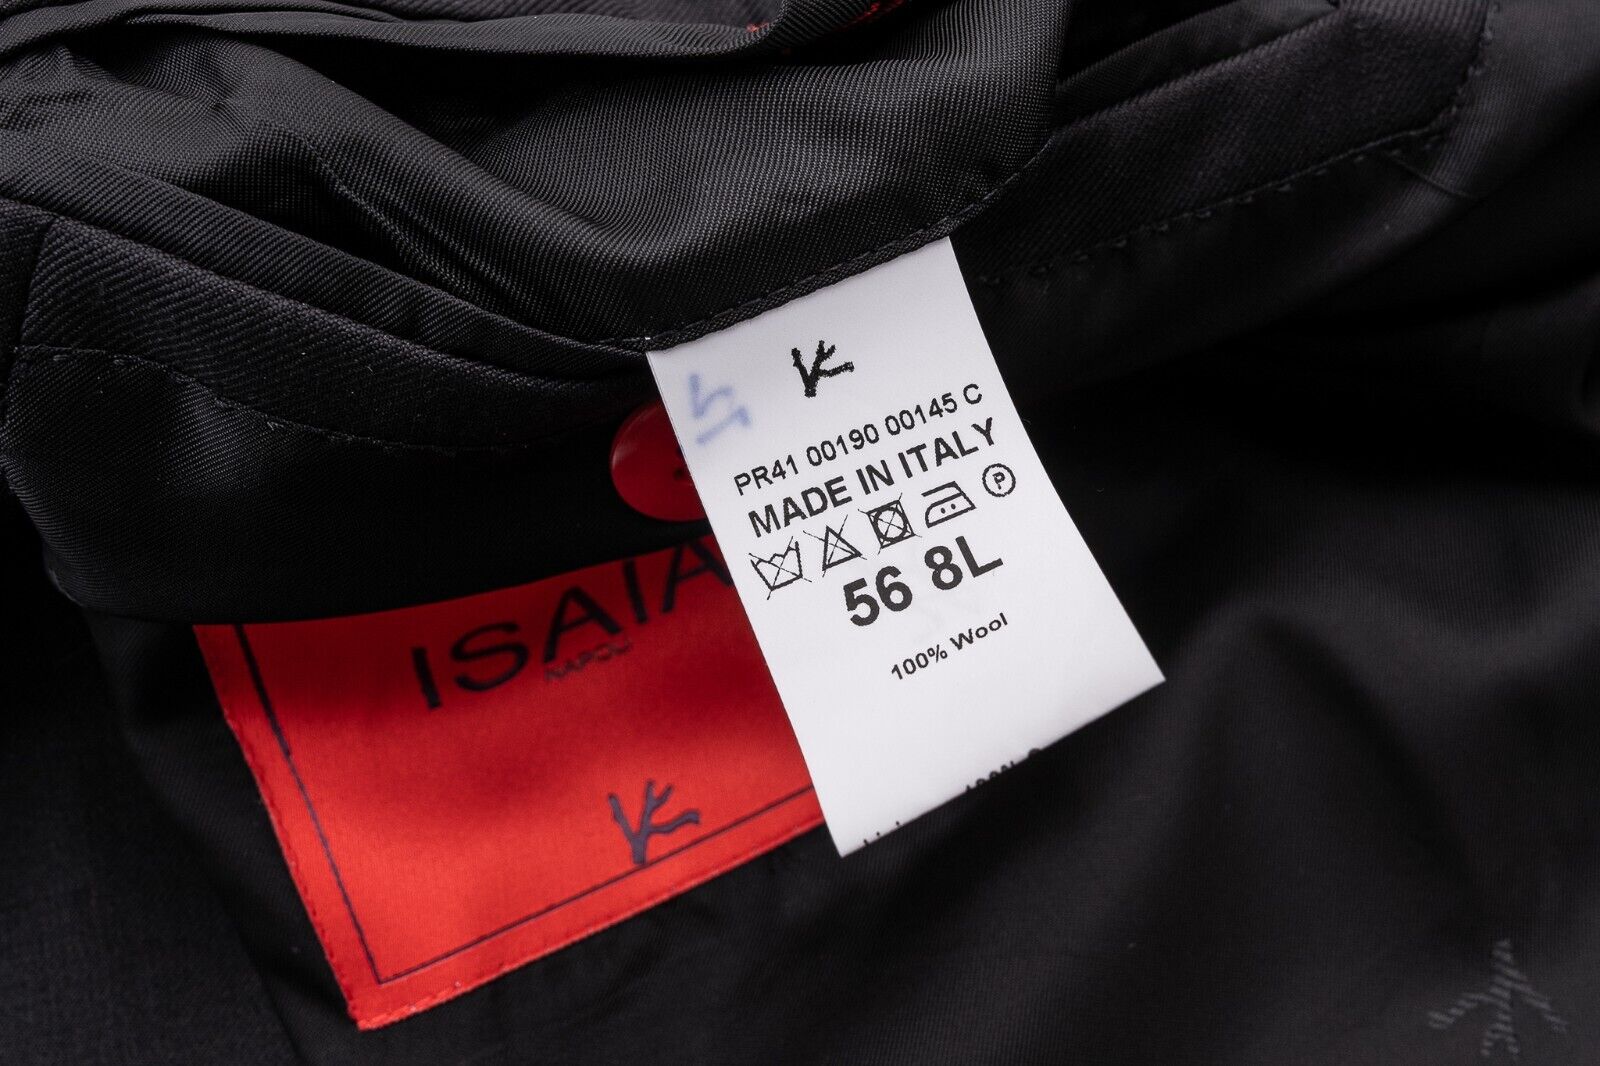 PR41 00190 00145 C
MADE IN ITALY
P
56 8L
100% Wool
ISAIA
NAPOLI